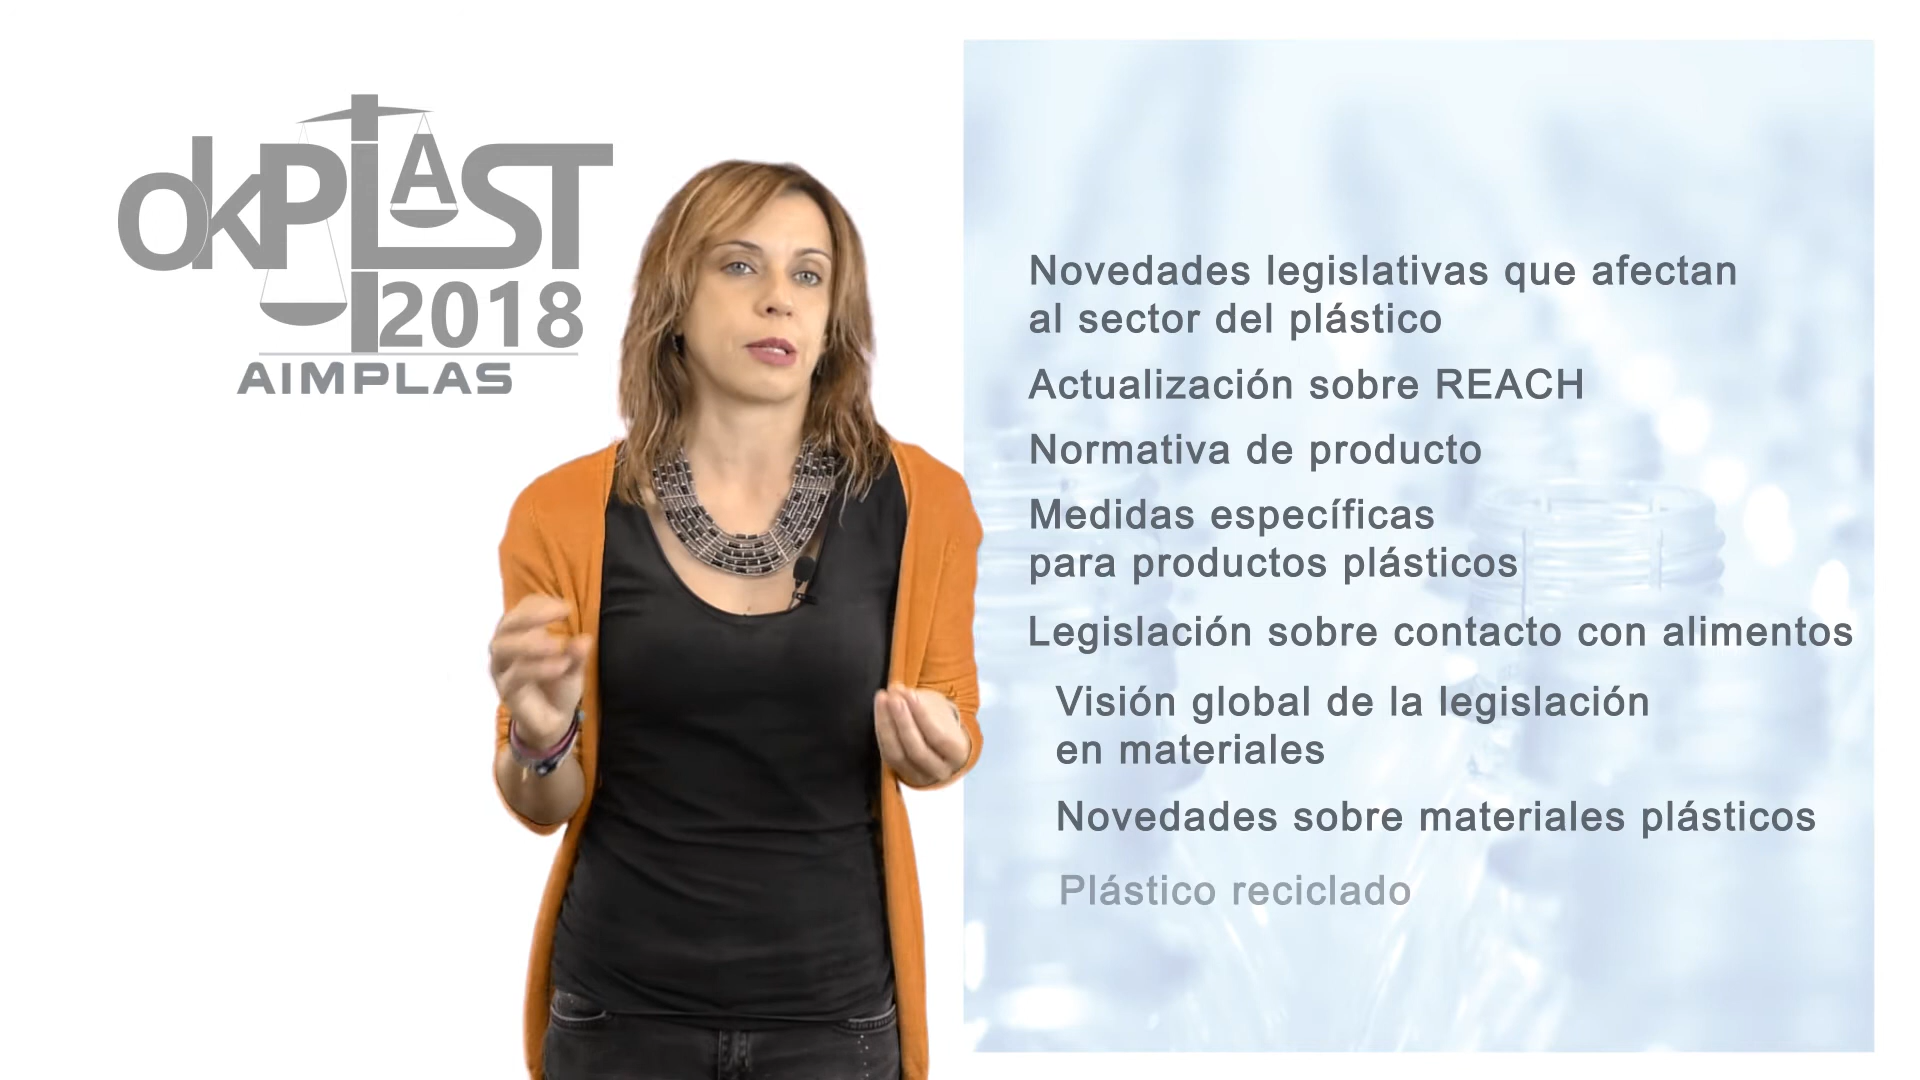 okPLAST
2018
AIMPLAS
Novedades legislativas que afectan
al sector del plástico
Actualización sobre REACH
Normativa de producto
Medidas específicas
para productos plásticos
Legislación sobre contacto con alimentos
Visión global de la legislación
en materiales
Novedades sobre materiales plásticos
Plástico reciclado